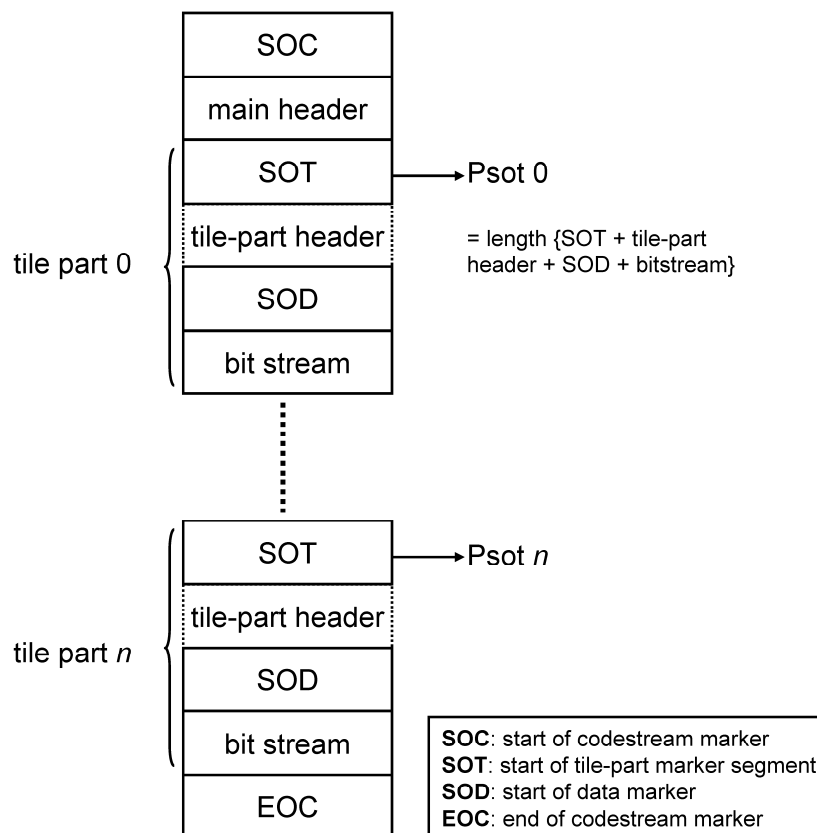 SOC
main header
SOT
Psot 0
tile-part header
= length {SOT + tile-part
header + SOD + bitstream}
tile part 0
SOD
bit stream
SOT
Psot n
tile-part header
tile part n
SOD
bit stream
EOC
SOC: start of codestream marker
SOT: start of tile-part marker segment
SOD: start of data marker
EOC: end of codestream marker